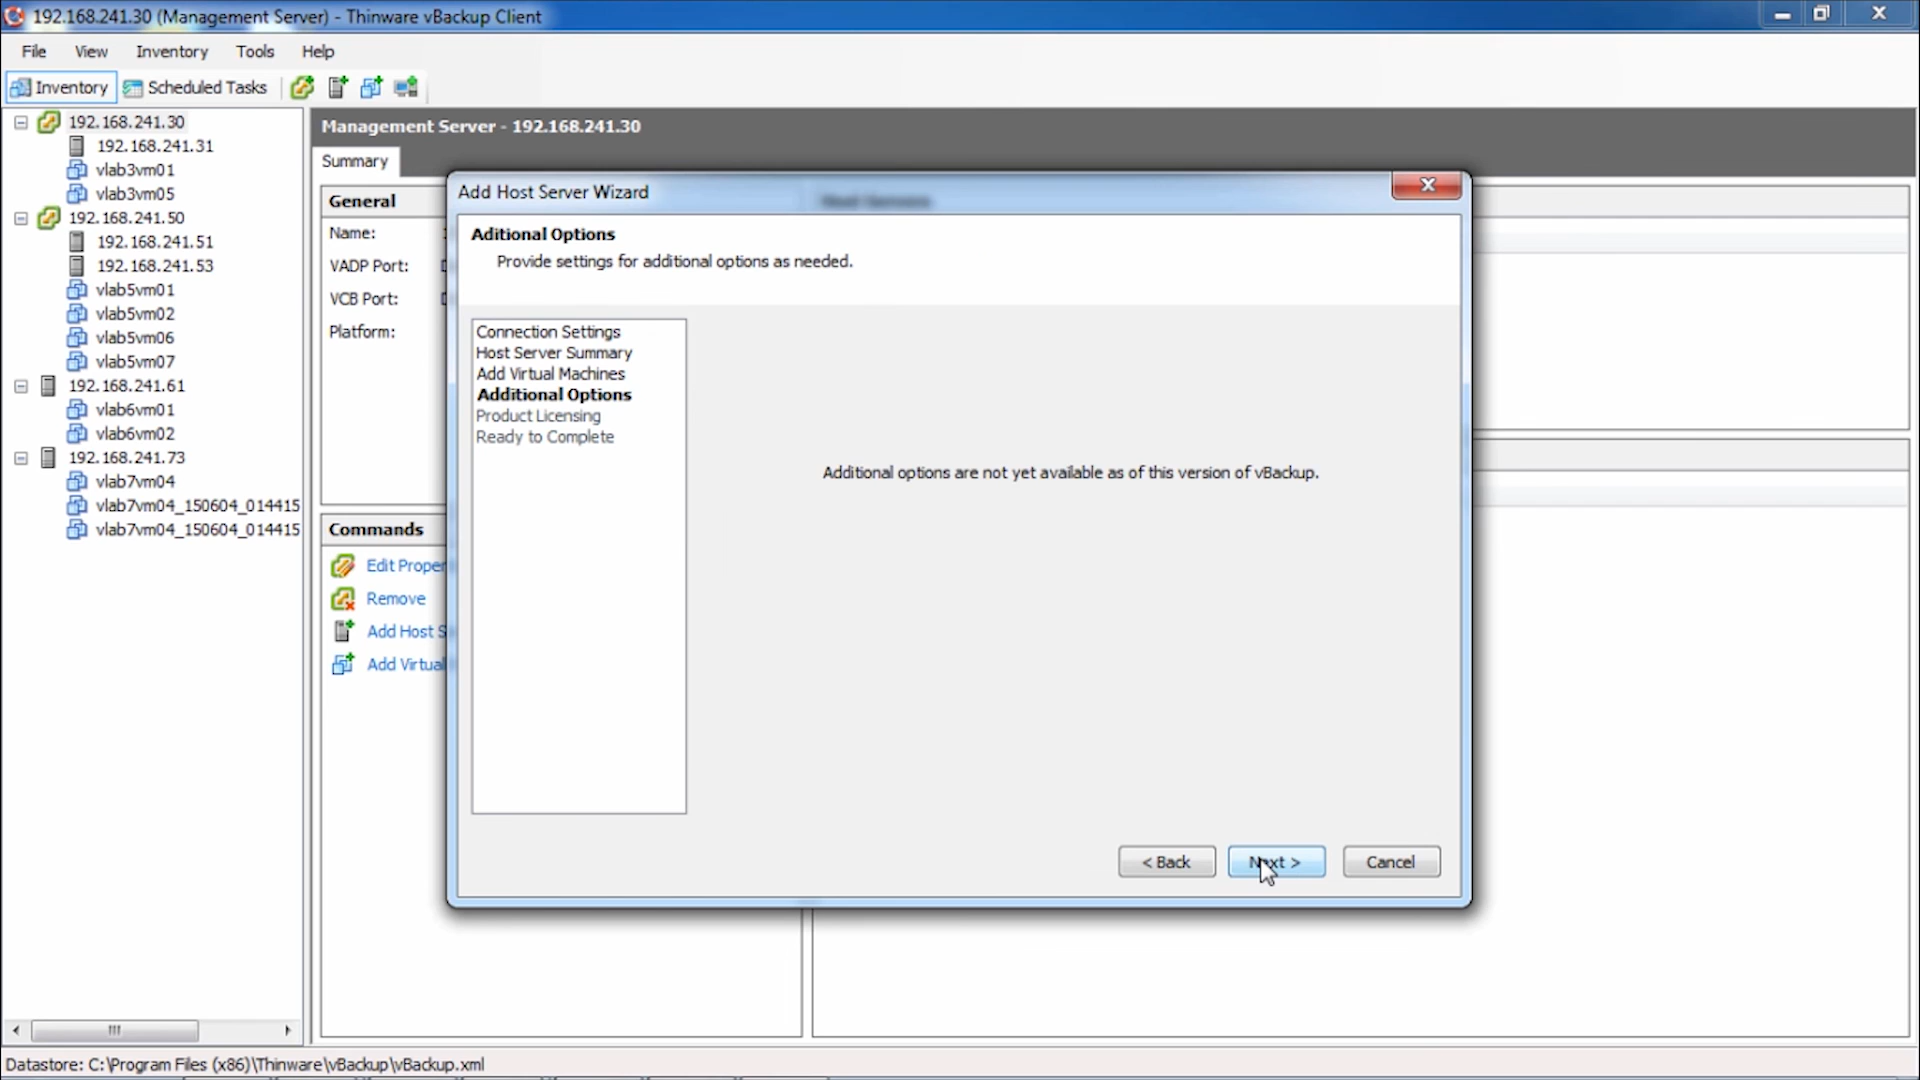 192.168.241.30 (Management Server) - Thinware vBackup Client
File View Inventory Tools Help
Inventory Scheduled Tasks
192.168.241.30
192.168.241.31
vlab3vm01
vlab3vm05
192.168.241.50
192.168.241.51
192.168.241.53
vlab5vm01
vlab5vm02
vlab5vm06
vlab5vm07
192.168.241.61
vlab6vm01
vlab6vm02
192.168.241.73
vlab7vm04
vlab7vm04_150604_014415
vlab7vm04_150604_014415
Management Server - 192.168.241.30
Summary
General
Name:
VADP Port:
VCB Port:
Platform:
Commands
Edit Proper
Remove
Add Host S
Add Virtual
Add Host Server Wizard
Aditional Options
Provide settings for additional options as needed.
Connection Settings
Host Server Summary
Add Virtual Machines
Additional Options
Product Licensing
Ready to Complete
Additional options are not yet available as of this version of vBackup.
< Back Next > Cancel
Datastore: C:\Program Files (x86)\Thinware\vBackup\vBackup.xml